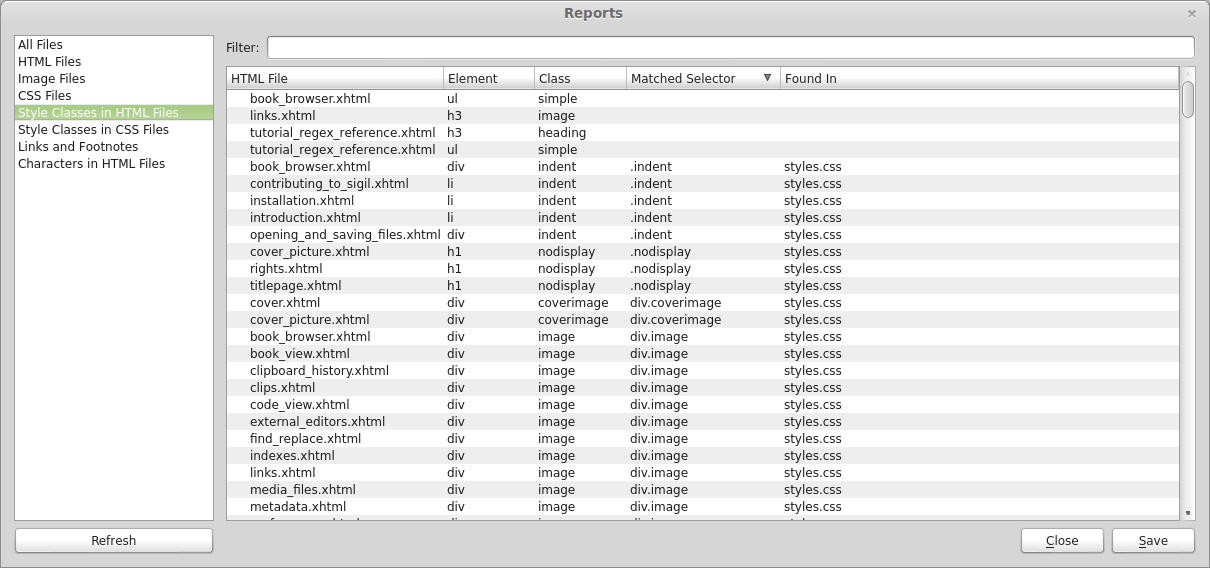 Reports
All Files
HTML Files
Image Files
CSS Files
Style Classes in HTML Files
Style Classes in CSS Files
Links and Footnotes
Characters in HTML Files
Refresh
Filter:
HTML File Element Class Matched Selector Found In
book_browser.xhtml ul simple
links.xhtml h3 image
tutorial_regex_reference.xhtml h3 heading
tutorial_regex_reference.xhtml ul simple
book_browser.xhtml div indent .indent styles.css
contributing_to_sigil.xhtml li indent .indent styles.css
installation.xhtml li indent .indent styles.css
introduction.xhtml li indent .indent styles.css
opening_and_saving_files.xhtml div indent .indent styles.css
cover_picture.xhtml h1 nodisplay .nodisplay styles.css
rights.xhtml h1 nodisplay .nodisplay styles.css
titlepage.xhtml h1 nodisplay .nodisplay styles.css
cover.xhtml div coverimage div.coverimage styles.css
cover_picture.xhtml div coverimage div.coverimage styles.css
book_browser.xhtml div image div.image styles.css
book_view.xhtml div image div.image styles.css
clipboard_history.xhtml div image div.image styles.css
clips.xhtml div image div.image styles.css
code_view.xhtml div image div.image styles.css
external_editors.xhtml div image div.image styles.css
find_replace.xhtml div image div.image styles.css
indexes.xhtml div image div.image styles.css
links.xhtml div image div.image styles.css
media_files.xhtml div image div.image styles.css
metadata.xhtml div image div.image styles.css
Close Save